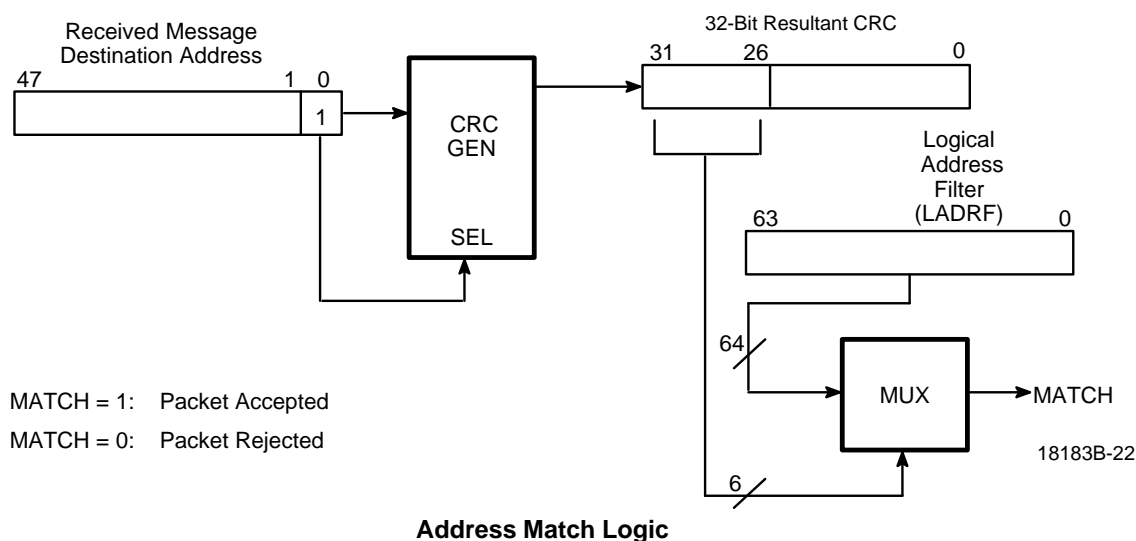 Received Message
Destination Address
47 1 0
1
CRC
GEN
SEL
32-Bit Resultant CRC
31 26 0
Logical
Address
Filter
(LADRF)
63 0
64
MUX
MATCH
6
MATCH = 1: Packet Accepted
MATCH = 0: Packet Rejected
18183B-22
Address Match Logic